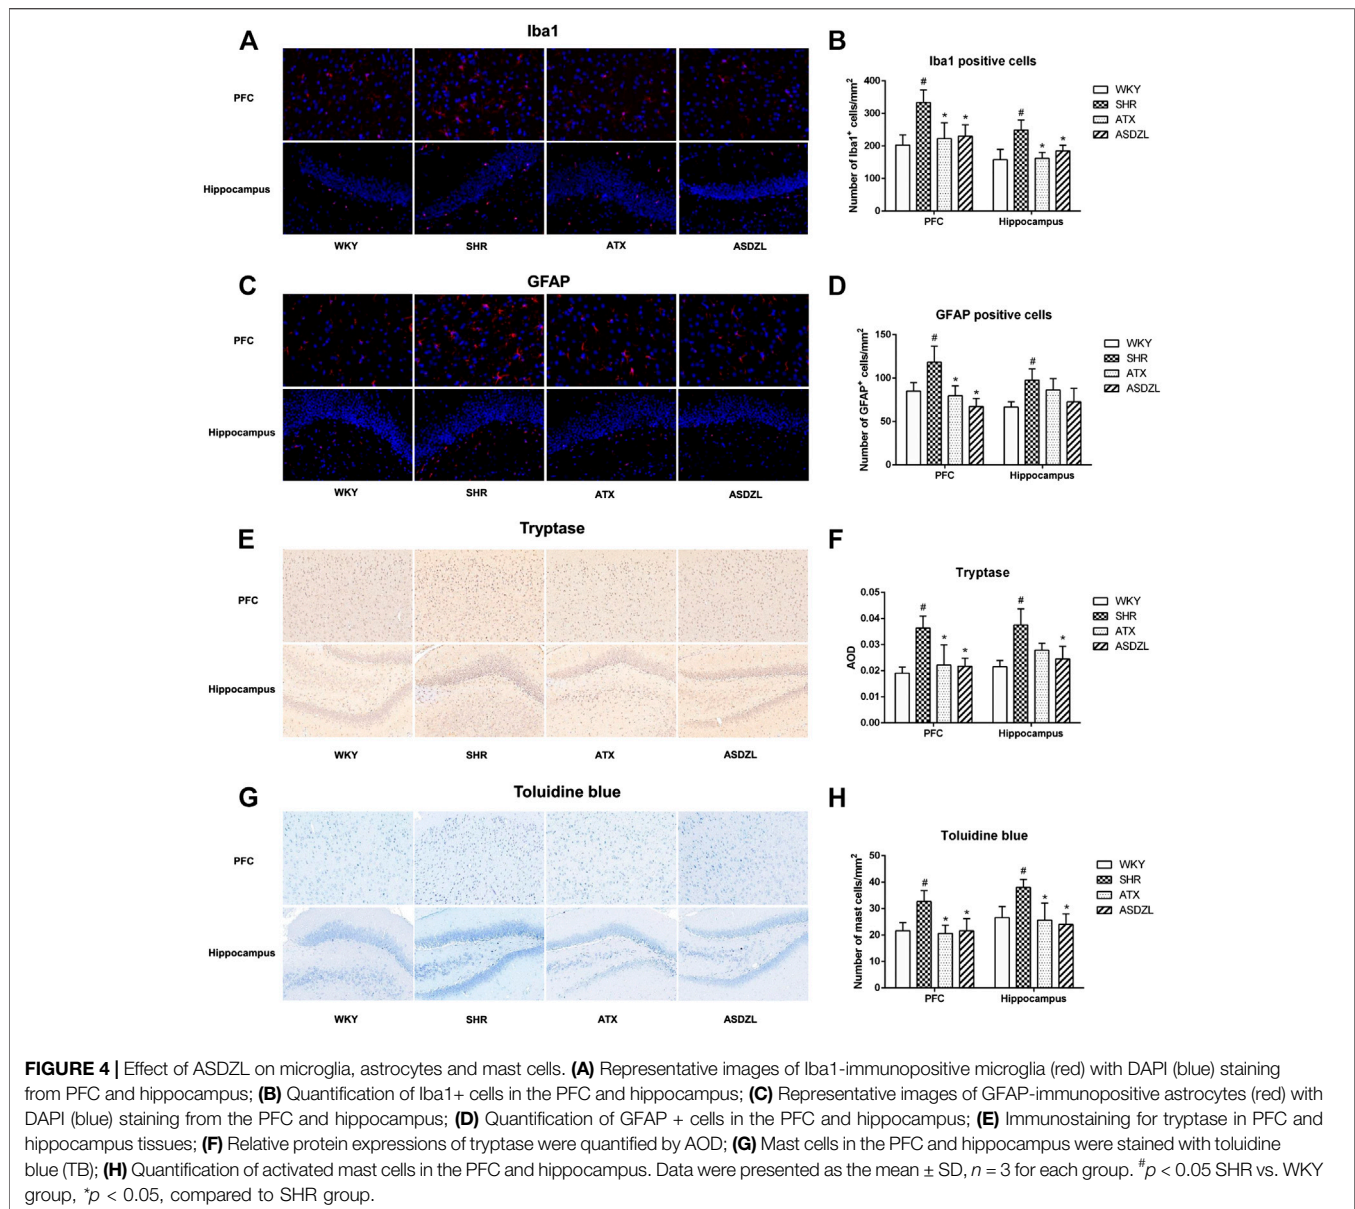 A
Iba1
PFC
Hippocampus
WKY
SHR
ATX
ASDZL
B
Iba1 positive cells
Number of Iba1+ cells/mm2
400
300
200
100
0
#
*
*
#
*
*
PFC
Hippocampus
WKY
SHR
ATX
ASDZL
C
GFAP
PFC
Hippocampus
WKY
SHR
ATX
ASDZL
D
GFAP positive cells
Number of GFAP+ cells/mm2
150
100
50
0
#
*
*
#
PFC
Hippocampus
WKY
SHR
ATX
ASDZL
E
Tryptase
PFC
Hippocampus
WKY
SHR
ATX
ASDZL
F
Tryptase
AOD
0.05
0.04
0.03
0.02
0.01
0.00
#
*
*
#
*
PFC
Hippocampus
WKY
SHR
ATX
ASDZL
G
Toluidine blue
PFC
Hippocampus
WKY
SHR
ATX
ASDZL
H
Toluidine blue
Number of mast cells/mm2
50
40
30
20
10
0
#
*
*
#
*
*
PFC
Hippocampus
WKY
SHR
ATX
ASDZL
FIGURE 4 | Effect of ASDZL on microglia, astrocytes and mast cells. (A) Representative images of Iba1-immunopositive microglia (red) with DAPI (blue) staining
from PFC and hippocampus; (B) Quantification of Iba1+ cells in the PFC and hippocampus; (C) Representative images of GFAP-immunopositive astrocytes (red) with
DAPI (blue) staining from the PFC and hippocampus; (D) Quantification of GFAP + cells in the PFC and hippocampus; (E) Immunostaining for tryptase in PFC and
hippocampus tissues; (F) Relative protein expressions of tryptase were quantified by AOD; (G) Mast cells in the PFC and hippocampus were stained with toluidine
blue (TB); (H) Quantification of activated mast cells in the PFC and hippocampus. Data were presented as the mean ± SD, n = 3 for each group. #p < 0.05 SHR vs. WKY
group, *p < 0.05, compared to SHR group.